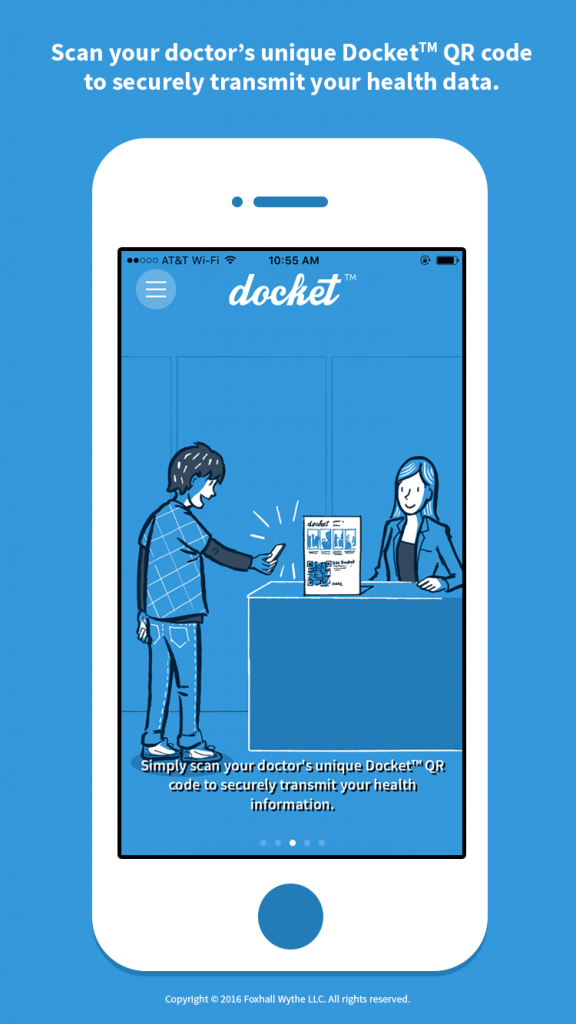 Scan your doctor’s unique Docket™ QR code
to securely transmit your health data.
AT&T Wi-Fi 10:55 AM
docket™
docket
Simply scan your doctor's unique Docket™ QR
code to securely transmit your health
information.
Copyright © 2016 Foxhall Wythe LLC. All rights reserved.